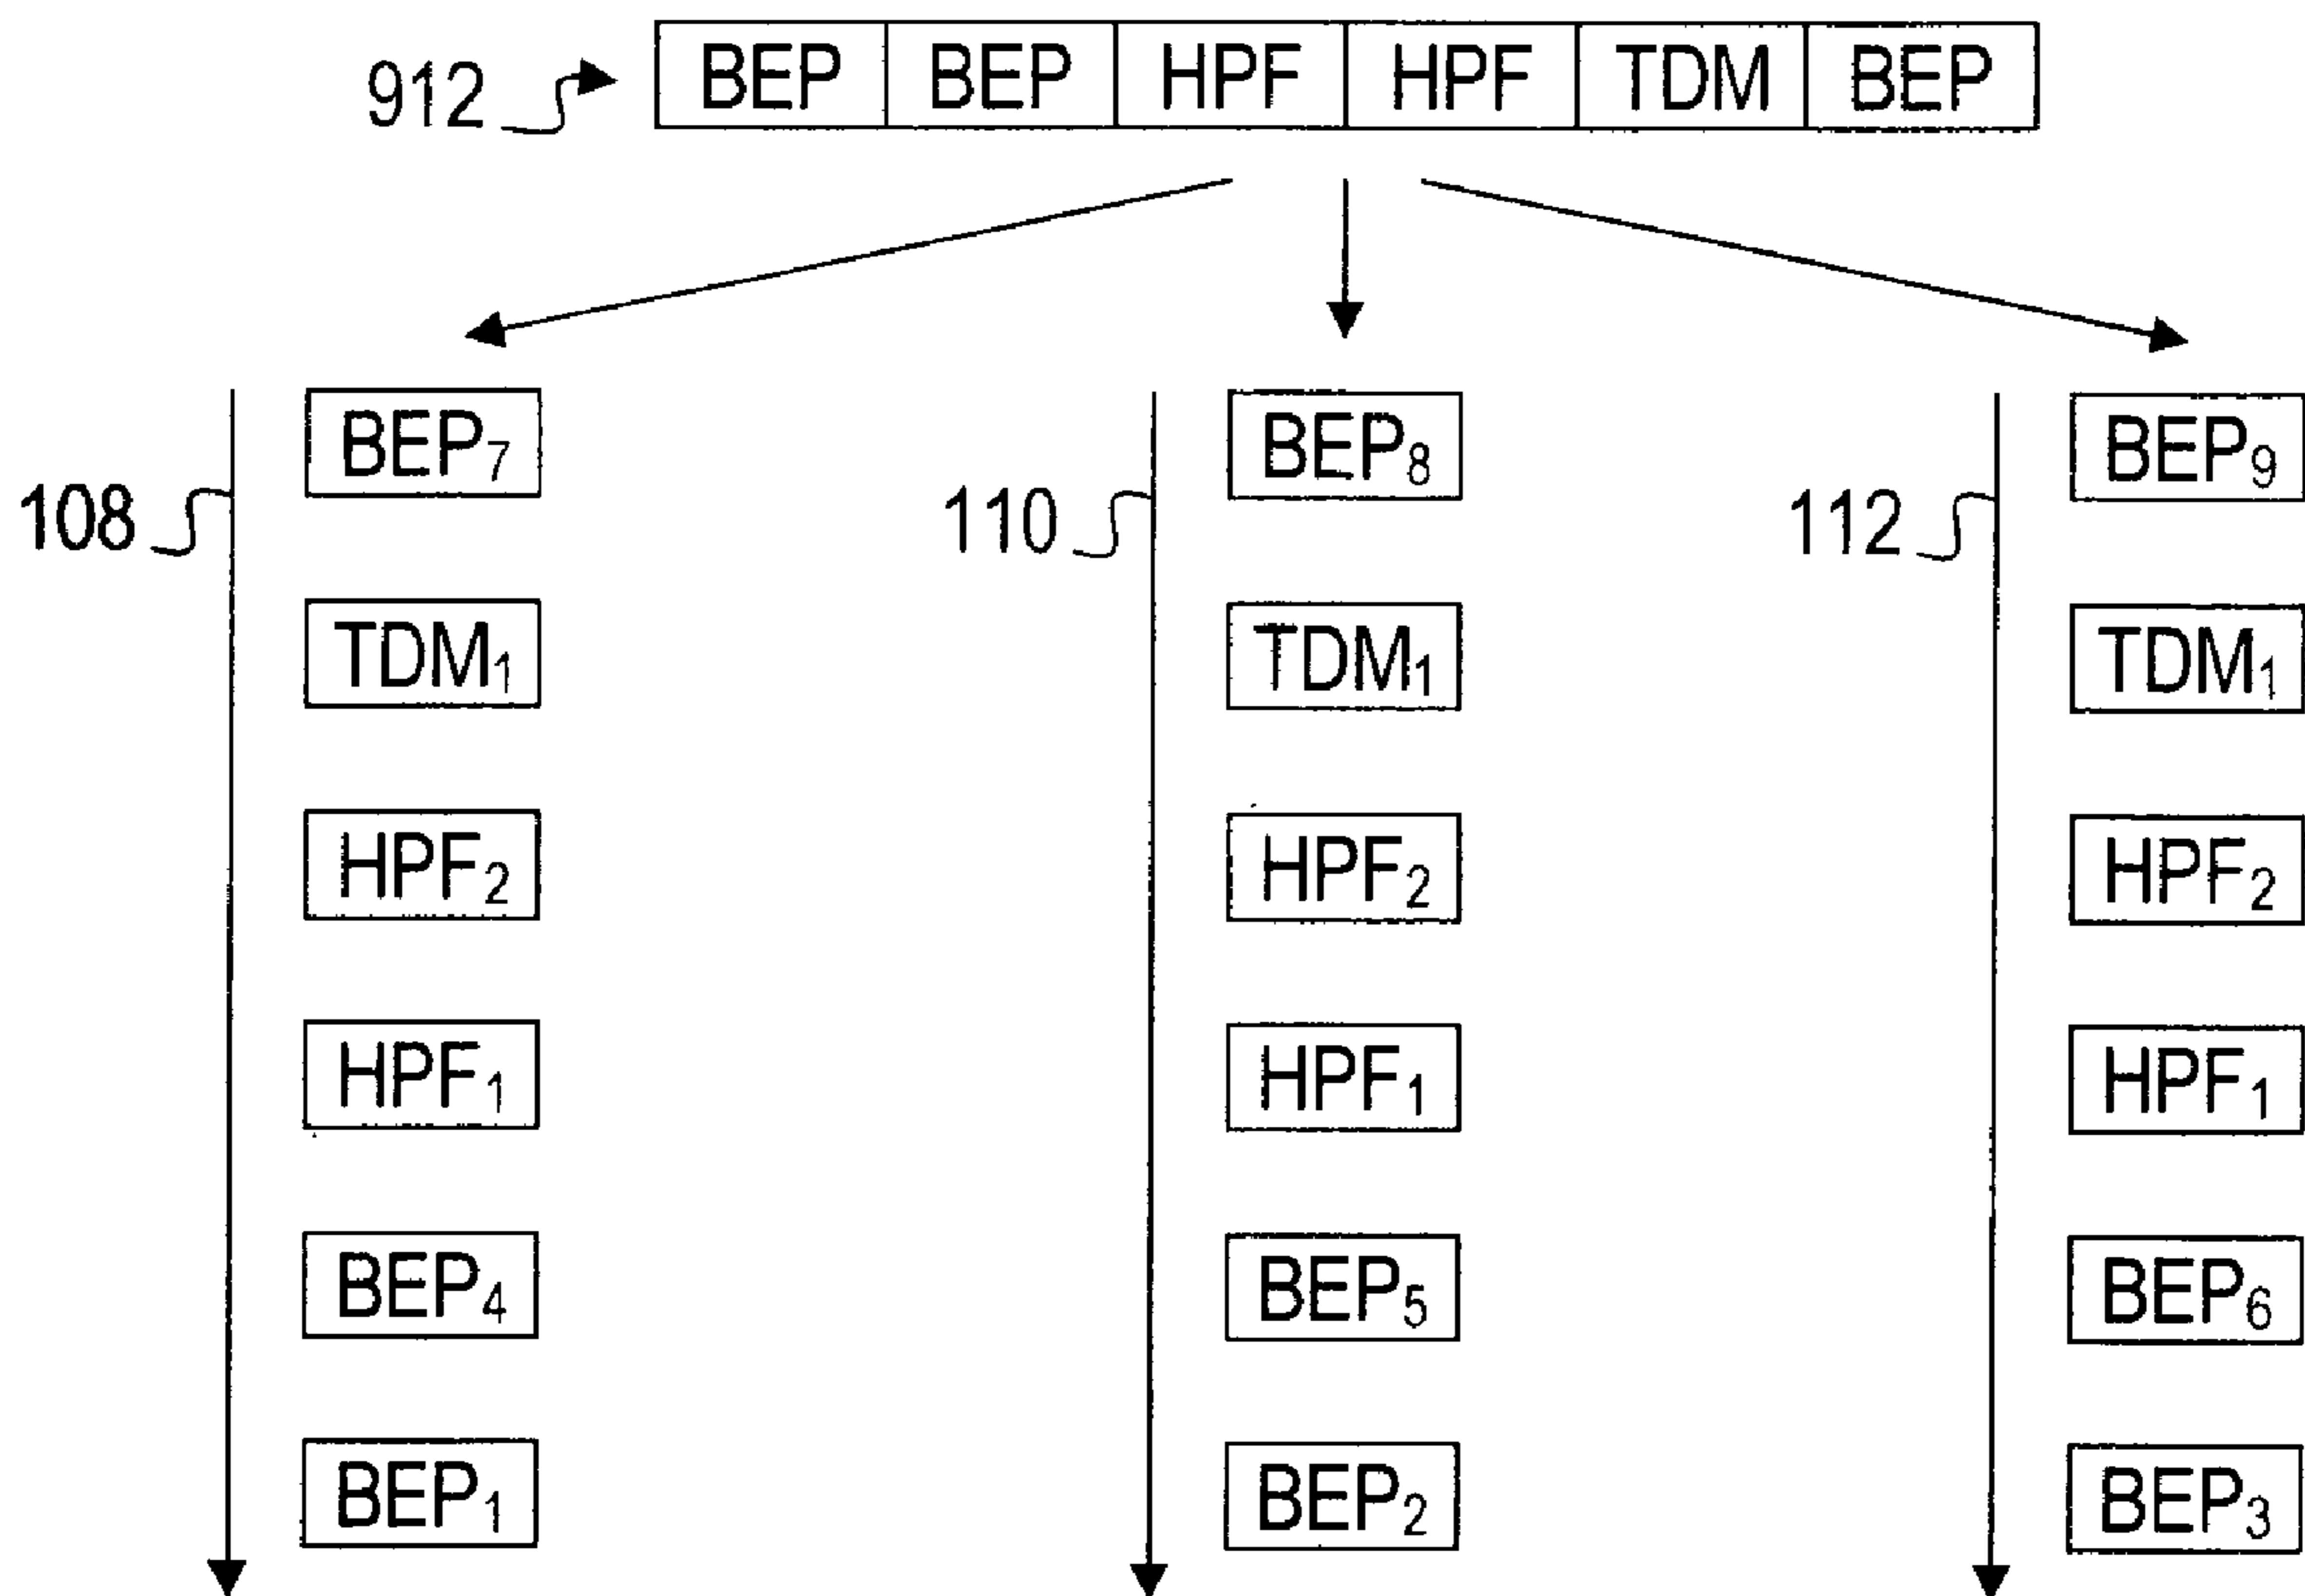 912 BEP BEP HPF HPF TDM BEP
BEP7 BEP8 BEP9
108 110 112
TDM1 TDM1 TDM1
HPF2 HPF2 HPF2
HPF1 HPF1 HPF1
BEP4 BEP5 BEP6
BEP1 BEP2 BEP3